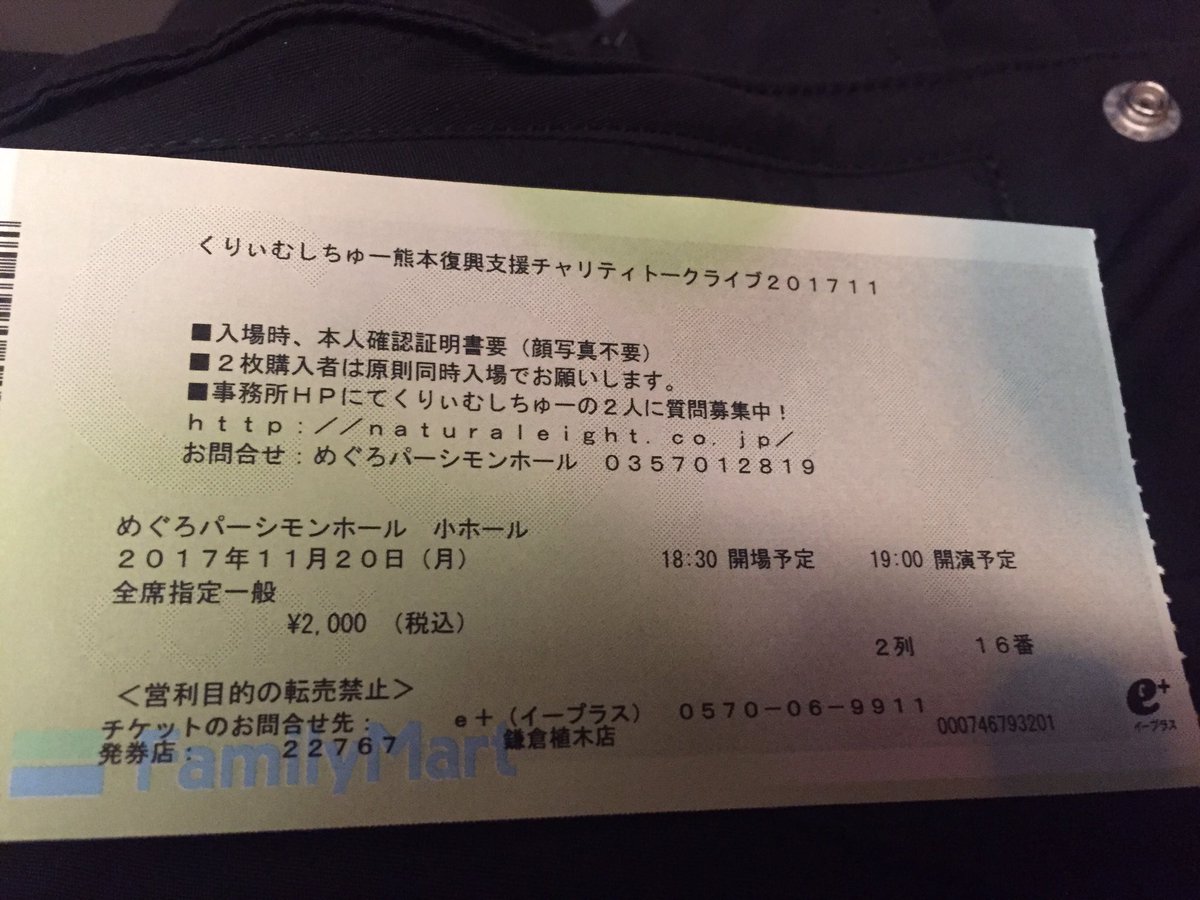 くりぃむしちゅー熊本復興支援チャリティトークライブ２０１７１１
■入場時、本人確認証明書要（顔写真不要）
■２枚購入者は原則同時入場でお願いします。
■事務所ＨＰにてくりぃむしちゅーの２人に質問募集中！
ｈｔｔｐ：／／ｎａｔｕｒａｌｅｉｇｈｔ．ｃｏ．ｊｐ／
お問合せ：めぐろパーシモンホール　０３５７０１２８１９
めぐろパーシモンホール　小ホール
２０１７年１１月２０日（月）　18:30 開場予定　19:00 開演予定
全席指定一般
¥2,000 （税込）
２列　１６番
＜営利目的の転売禁止＞
チケットのお問合せ先：　ｅ＋（イープラス）　０５７０－０６－９９１１
発券店：　２２７６７　鎌倉植木店
000746793201
e+
イープラス
FamilyMart